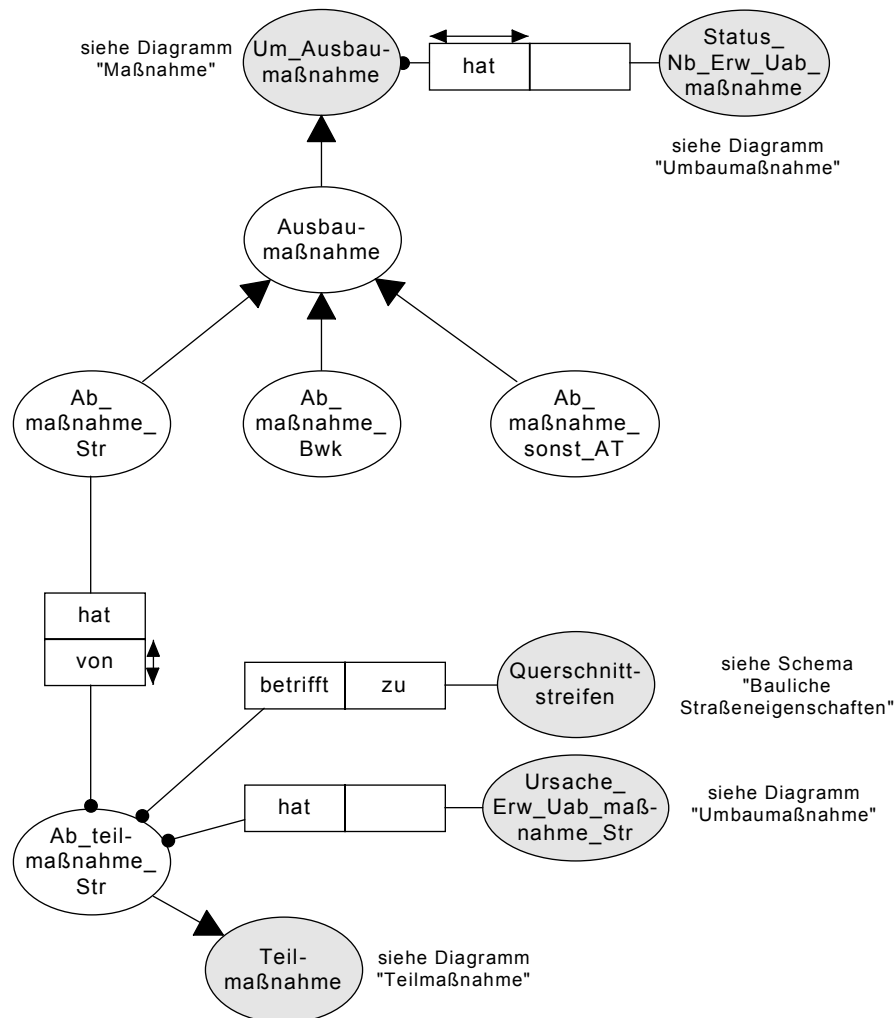 siehe Diagramm
"Maßnahme"
Um_Ausbau-
maßnahme
hat
Status_
Nb_Erw_Uab_
maßnahme
siehe Diagramm
"Umbaumaßnahme"
Ausbau-
maßnahme
Ab_
maßnahme_
Str
Ab_
maßnahme_
Bwk
Ab_
maßnahme_
sonst_AT
hat
von
betrifft
zu
Querschnitt-
streifen
siehe Schema
"Bauliche
Straßeneigenschaften"
hat
Ursache_
Erw_Uab_maß-
nahme_Str
siehe Diagramm
"Umbaumaßnahme"
Ab_teil-
maßnahme_
Str
Teil-
maßnahme
siehe Diagramm
"Teilmaßnahme"